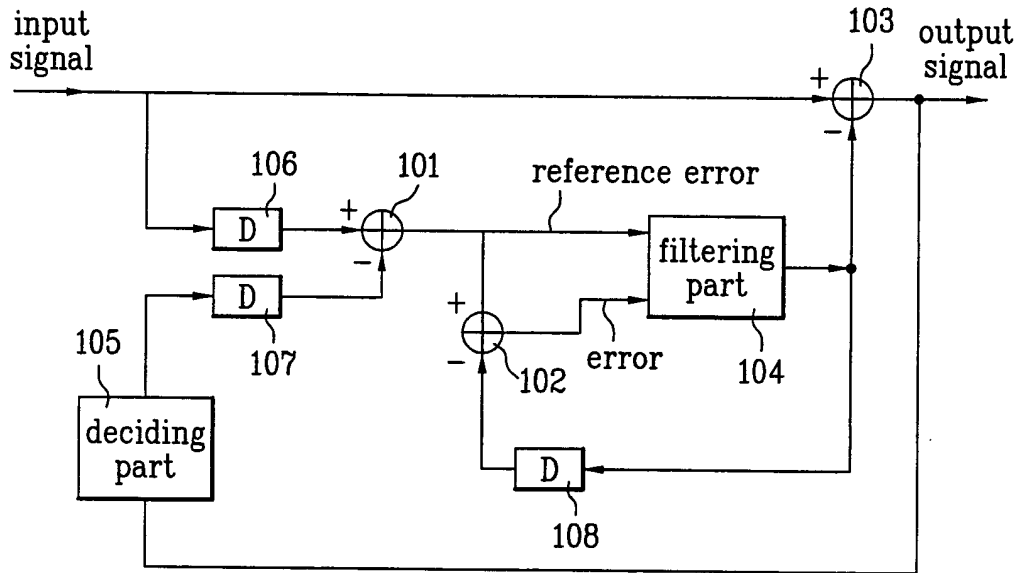 input
signal
103
output
signal
+
−
106
101
reference error
D
+
−
filtering
part
D
107
+
−
102
error
104
105
deciding
part
D
108